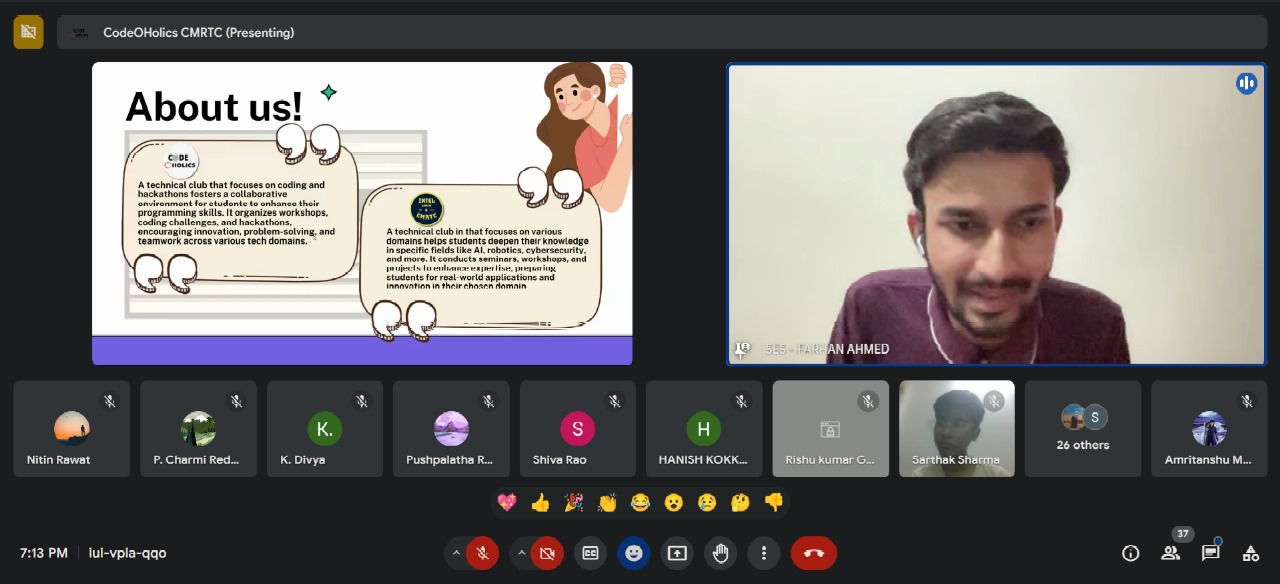 CodeOHolics CMRTC (Presenting)
About us!
CODE
HOLICS
A technical club that focuses on coding and
hackathons fosters a collaborative
environment for students to enhance their
programming skills. It organizes workshops,
coding challenges, and hackathons,
encouraging innovation, problem-solving, and
teamwork across various tech domains.
INTEL
CMRTC
A technical club in that focuses on various
domains helps students deepen their knowledge
in specific fields like AI, robotics, cybersecurity,
and more. It conducts seminars, workshops, and
projects to enhance expertise, preparing
students for real-world applications and
innovation in their chosen domain
5E5 - FARHAN AHMED
Nitin Rawat
P. Charmi Red...
K.
K. Divya
Pushpalatha R...
S
Shiva Rao
H
HANISH KOKK...
Rishu kumar G...
Sarthak Sharma
S
26 others
Amritanshu M...
7:13 PM
iui-vpia-qqo
37